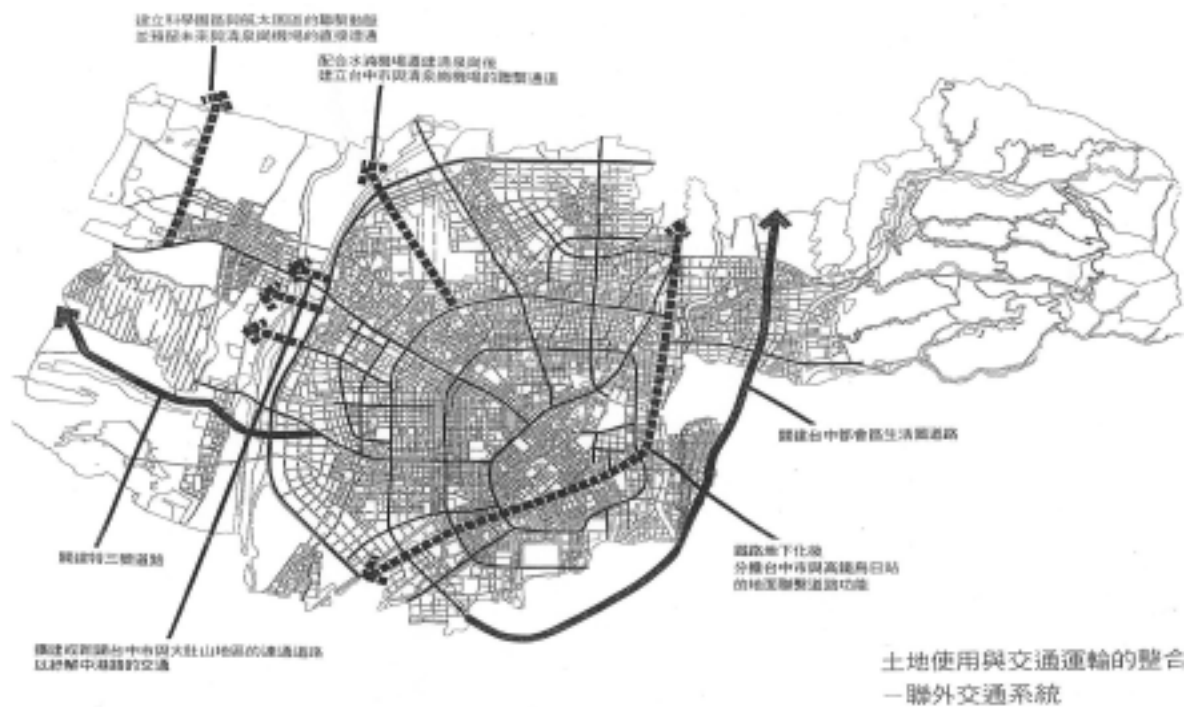 建立科學園區與航太園區的聯繫動脈
並預留未來與清泉崗機場的直接連通
配合水湳機場遷建清泉崗後
建立台中市與清泉崗機場的聯繫通道
闢建台中都會區生活圈道路
闢建特三號道路
鐵路地下化後
分擔台中市與高鐵烏日站
的地面聯繫道路功能
台中市與大肚山地區的連通道路
以紓解中港路的交通
土地使用與交通運輸的整合
－聯外交通系統